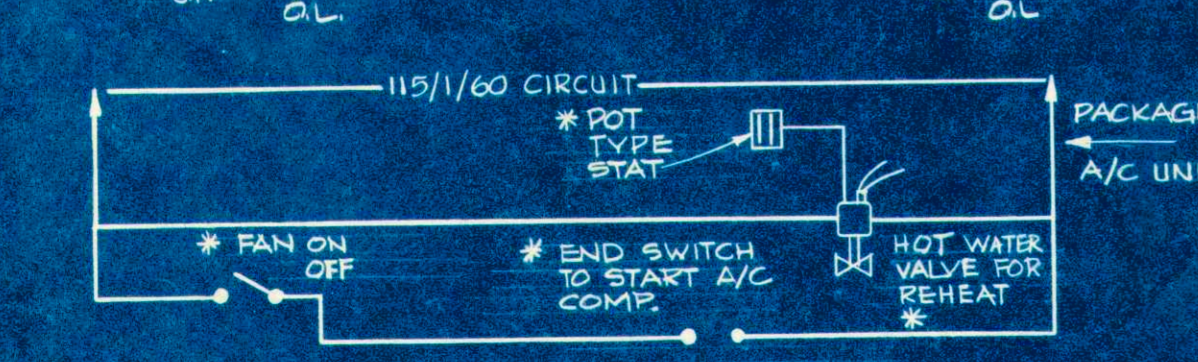 O.L.
O.L
115/1/60 CIRCUIT
* POT
TYPE
STAT
PACKAG
A/C UN
* FAN ON
OFF
* END SWITCH
TO START A/C
COMP.
HOT WATER
VALVE FOR
REHEAT
*